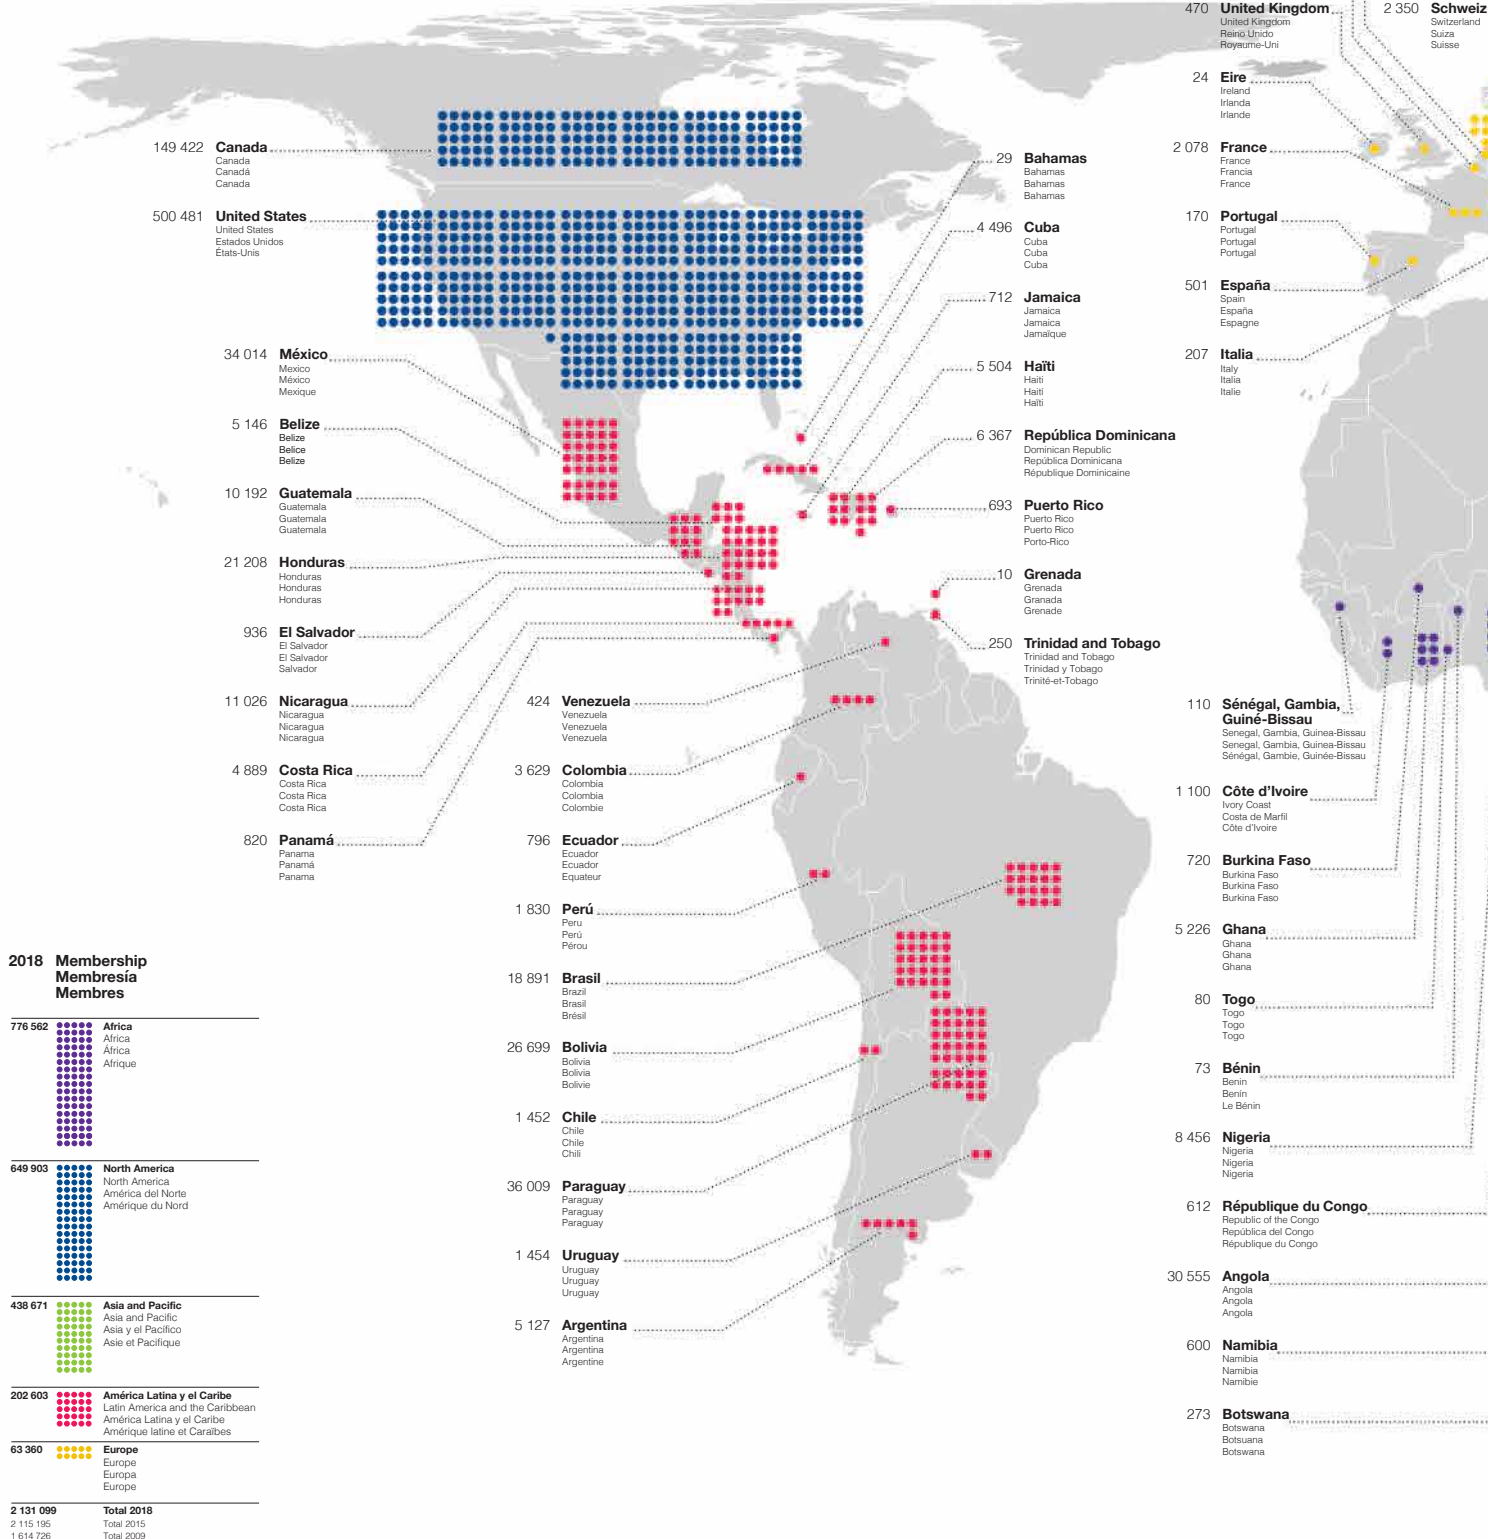 470 United Kingdom
United Kingdom
Reino Unido
Royaume-Uni
2 350 Schweiz
Switzerland
Suiza
Suisse
24 Eire
Ireland
Irlanda
Irlande
2 078 France
France
Francia
France
170 Portugal
Portugal
Portugal
Portugal
501 España
Spain
España
Espagne
207 Italia
Italy
Italia
Italie
149 422 Canada
Canada
Canadá
Canada
500 481 United States
United States
Estados Unidos
États-Unis
34 014 México
Mexico
México
Mexique
5 146 Belize
Belize
Belice
Belize
10 192 Guatemala
Guatemala
Guatemala
Guatemala
21 208 Honduras
Honduras
Honduras
Honduras
936 El Salvador
El Salvador
El Salvador
Salvador
11 026 Nicaragua
Nicaragua
Nicaragua
Nicaragua
4 889 Costa Rica
Costa Rica
Costa Rica
Costa Rica
820 Panamá
Panama
Panamá
Panama
29 Bahamas
Bahamas
Bahamas
Bahamas
4 496 Cuba
Cuba
Cuba
Cuba
712 Jamaica
Jamaica
Jamaica
Jamaïque
5 504 Haïti
Haiti
Haití
Haïti
6 367 República Dominicana
Dominican Republic
República Dominicana
République Dominicaine
693 Puerto Rico
Puerto Rico
Puerto Rico
Porto-Rico
10 Grenada
Grenada
Granada
Grenade
250 Trinidad and Tobago
Trinidad and Tobago
Trinidad y Tobago
Trinité-et-Tobago
424 Venezuela
Venezuela
Venezuela
Venezuela
3 629 Colombia
Colombia
Colombia
Colombie
796 Ecuador
Ecuador
Ecuador
Equateur
1 830 Perú
Peru
Perú
Pérou
18 891 Brasil
Brazil
Brasil
Brésil
26 699 Bolivia
Bolivia
Bolivia
Bolivie
1 452 Chile
Chile
Chile
Chili
36 009 Paraguay
Paraguay
Paraguay
Paraguay
1 454 Uruguay
Uruguay
Uruguay
Uruguay
5 127 Argentina
Argentina
Argentina
Argentine
110 Sénégal, Gambia,
Guiné-Bissau
Senegal, Gambia, Guinea-Bissau
Senegal, Gambia, Guinea-Bissau
Sénégal, Gambie, Guinée-Bissau
1 100 Côte d’Ivoire
Ivory Coast
Costa de Marfil
Côte d’Ivoire
720 Burkina Faso
Burkina Faso
Burkina Faso
Burkina Faso
5 226 Ghana
Ghana
Ghana
Ghana
80 Togo
Togo
Togo
Togo
73 Bénin
Benin
Benín
Le Bénin
8 456 Nigeria
Nigeria
Nigeria
Nigeria
612 République du Congo
Republic of the Congo
República del Congo
République du Congo
30 555 Angola
Angola
Angola
Angola
600 Namibia
Namibia
Namibia
Namibie
273 Botswana
Botswana
Botsuana
Botswana
2018 Membership
Membresía
Membres
776 562 Africa
Africa
África
Afrique
649 903 North America
North America
América del Norte
Amérique du Nord
438 671 Asia and Pacific
Asia and Pacific
Asia y el Pacífico
Asie et Pacifique
202 603 América Latina y el Caribe
Latin America and the Caribbean
América Latina y el Caribe
Amérique latine et Caraïbes
63 360 Europe
Europe
Europa
Europe
2 131 099 Total 2018
2 115 195 Total 2015
1 614 726 Total 2009